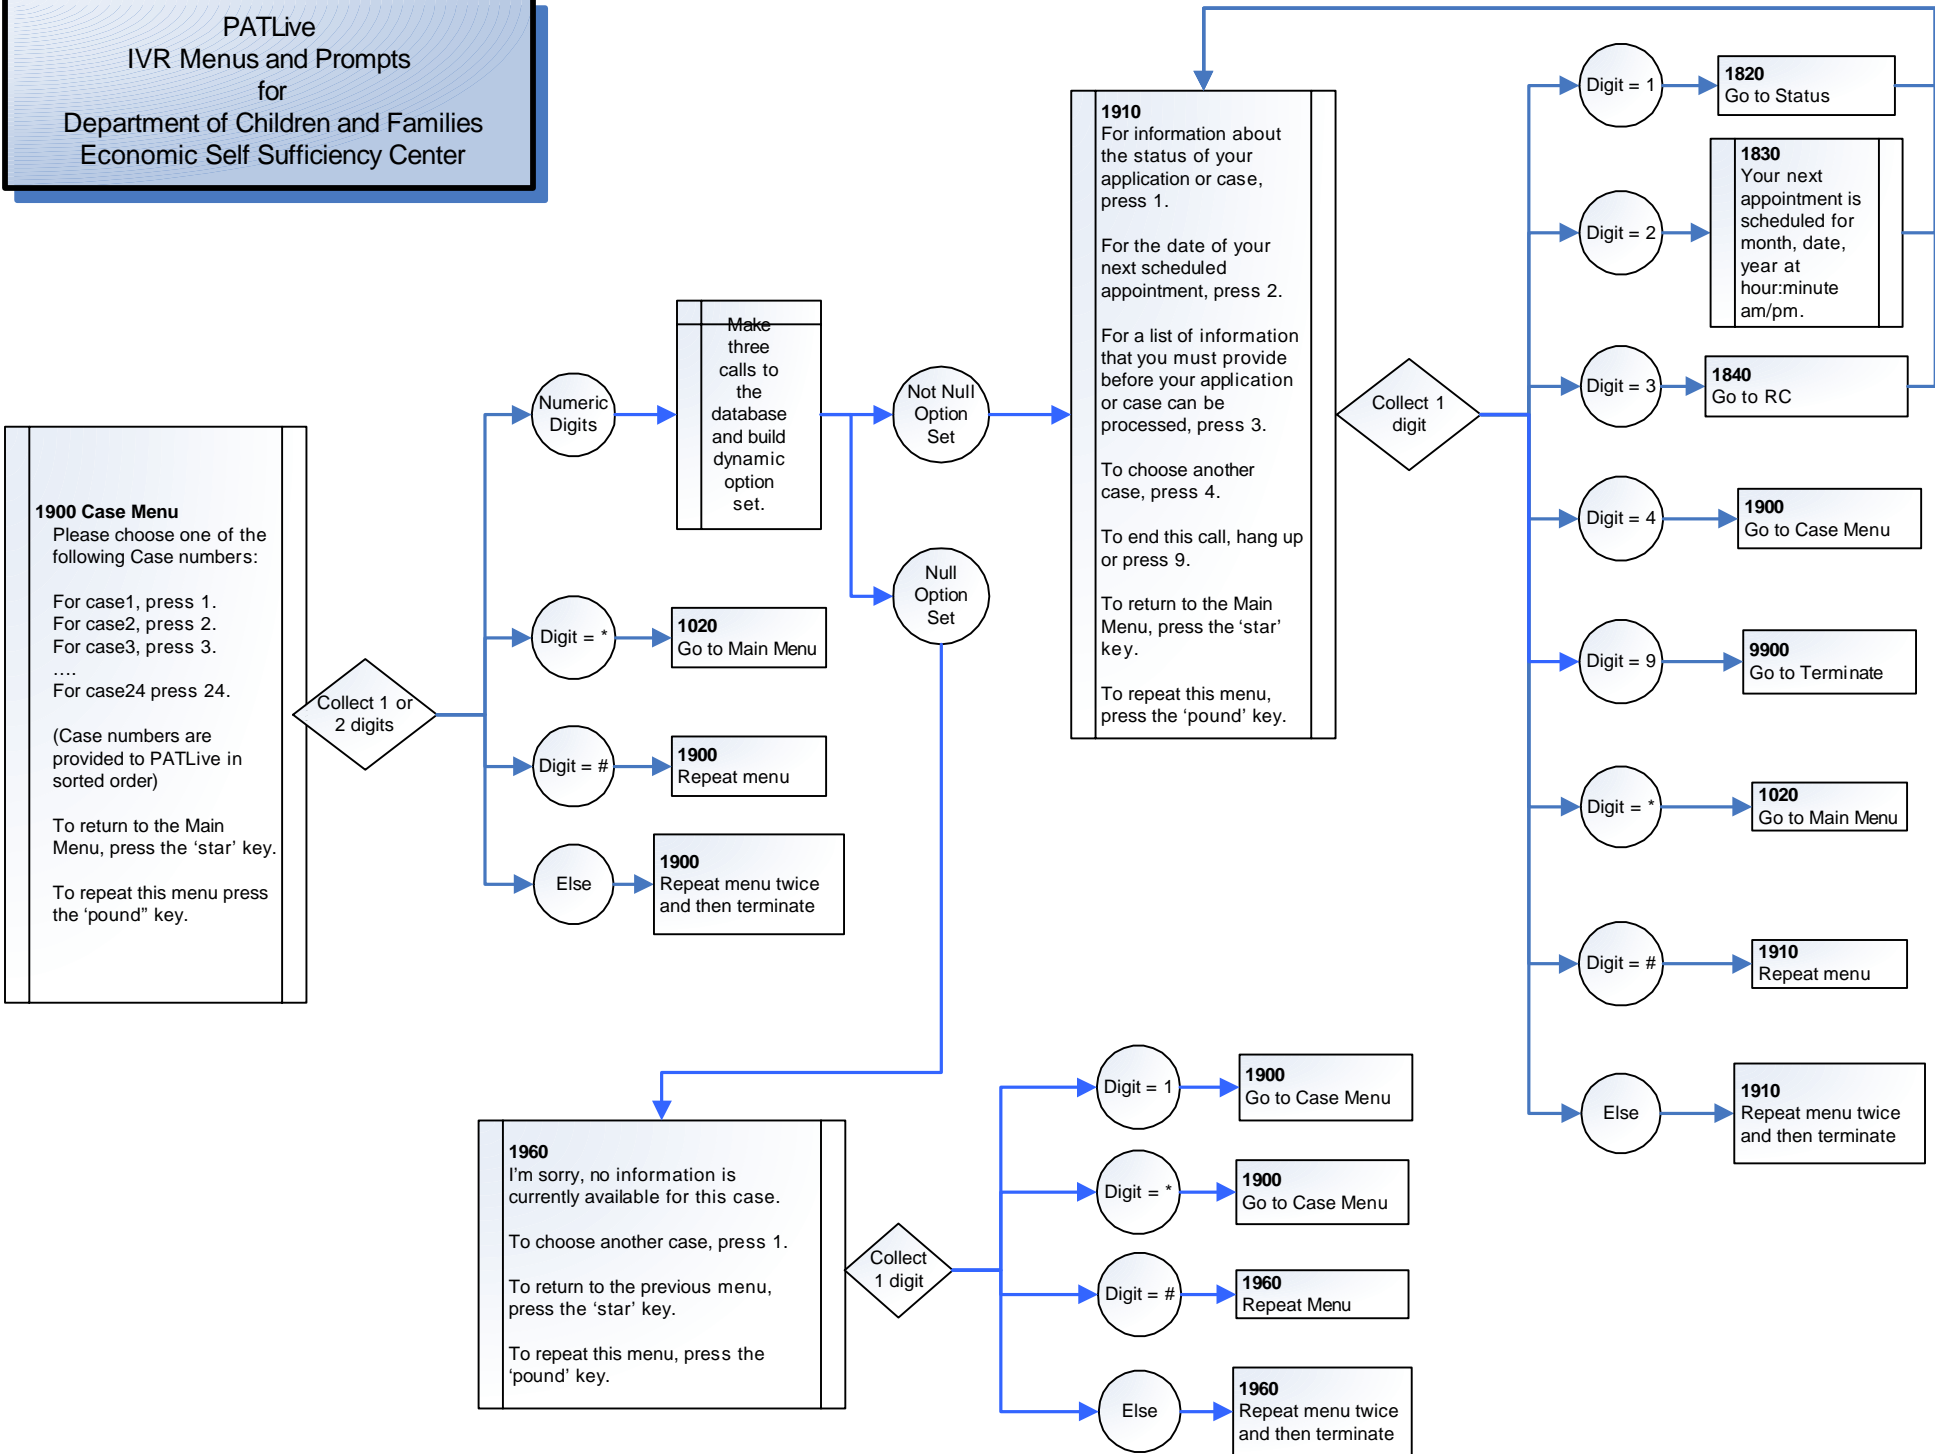 PATLive
IVR Menus and Prompts
for
Department of Children and Families
Economic Self Sufficiency Center
1900 Case Menu
Please choose one of the
following Case numbers:
For case1, press 1.
For case2, press 2.
For case3, press 3.
....
For case24 press 24.
(Case numbers are
provided to PATLive in
sorted order)
To return to the Main
Menu, press the ‘star’ key.
To repeat this menu press
the ‘pound” key.
Collect 1 or
2 digits
Numeric
Digits
Make
three
calls to
the
database
and build
dynamic
option
set.
Digit = *
1020
Go to Main Menu
Digit = #
1900
Repeat menu
Else
1900
Repeat menu twice
and then terminate
Not Null
Option
Set
Null
Option
Set
1910
For information about
the status of your
application or case,
press 1.
For the date of your
next scheduled
appointment, press 2.
For a list of information
that you must provide
before your application
or case can be
processed, press 3.
To choose another
case, press 4.
To end this call, hang up
or press 9.
To return to the Main
Menu, press the ‘star’
key.
To repeat this menu,
press the ‘pound’ key.
Collect 1
digit
Digit = 1
1820
Go to Status
Digit = 2
1830
Your next
appointment is
scheduled for
month, date,
year at
hour:minute
am/pm.
Digit = 3
1840
Go to RC
Digit = 4
1900
Go to Case Menu
Digit = 9
9900
Go to Terminate
Digit = *
1020
Go to Main Menu
Digit = #
1910
Repeat menu
Else
1910
Repeat menu twice
and then terminate
1960
I’m sorry, no information is
currently available for this case.
To choose another case, press 1.
To return to the previous menu,
press the ‘star’ key.
To repeat this menu, press the
‘pound’ key.
Collect
1 digit
Digit = 1
1900
Go to Case Menu
Digit = *
1900
Go to Case Menu
Digit = #
1960
Repeat Menu
Else
1960
Repeat menu twice
and then terminate